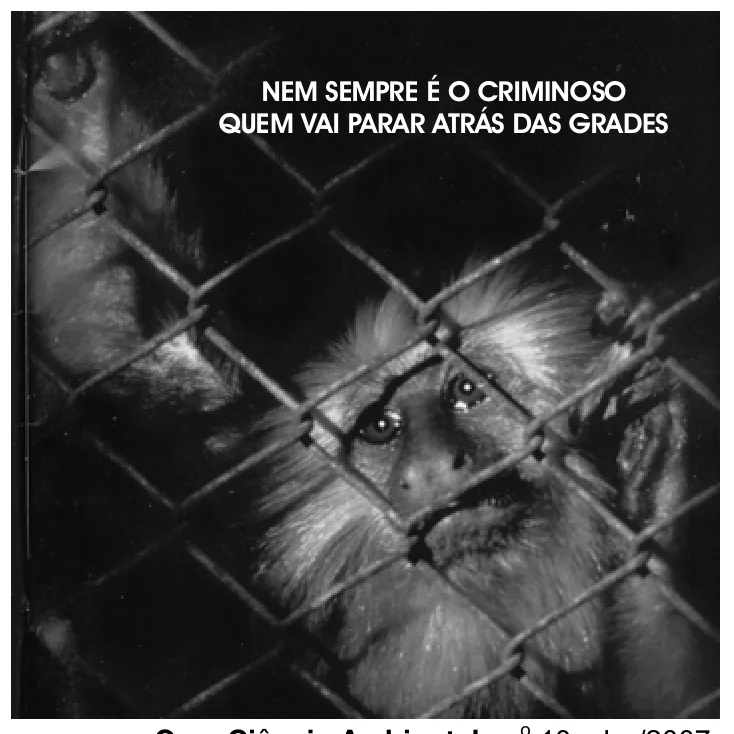 NEM SEMPRE É O CRIMINOSO
QUEM VAI PARAR ATRÁS DAS GRADES